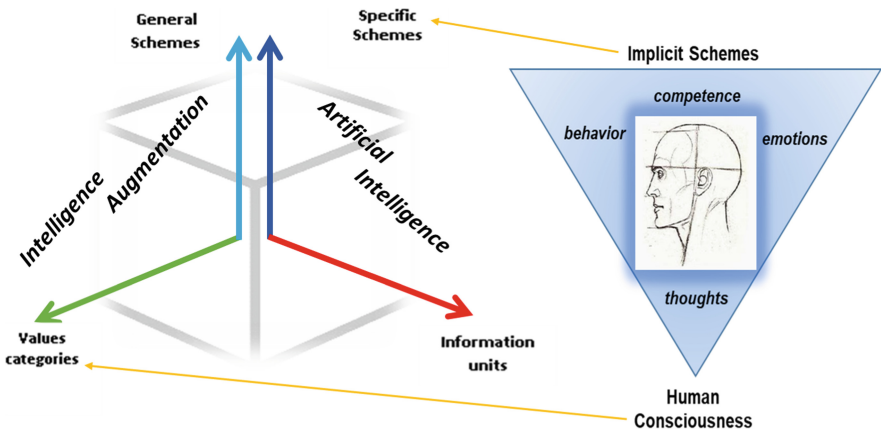 General
Schemes
Specific
Schemes
Intelligence
Augmentation
Artificial
Intelligence
Values
categories
Information
units
Implicit Schemes
competence
behavior
emotions
thoughts
Human
Consciousness